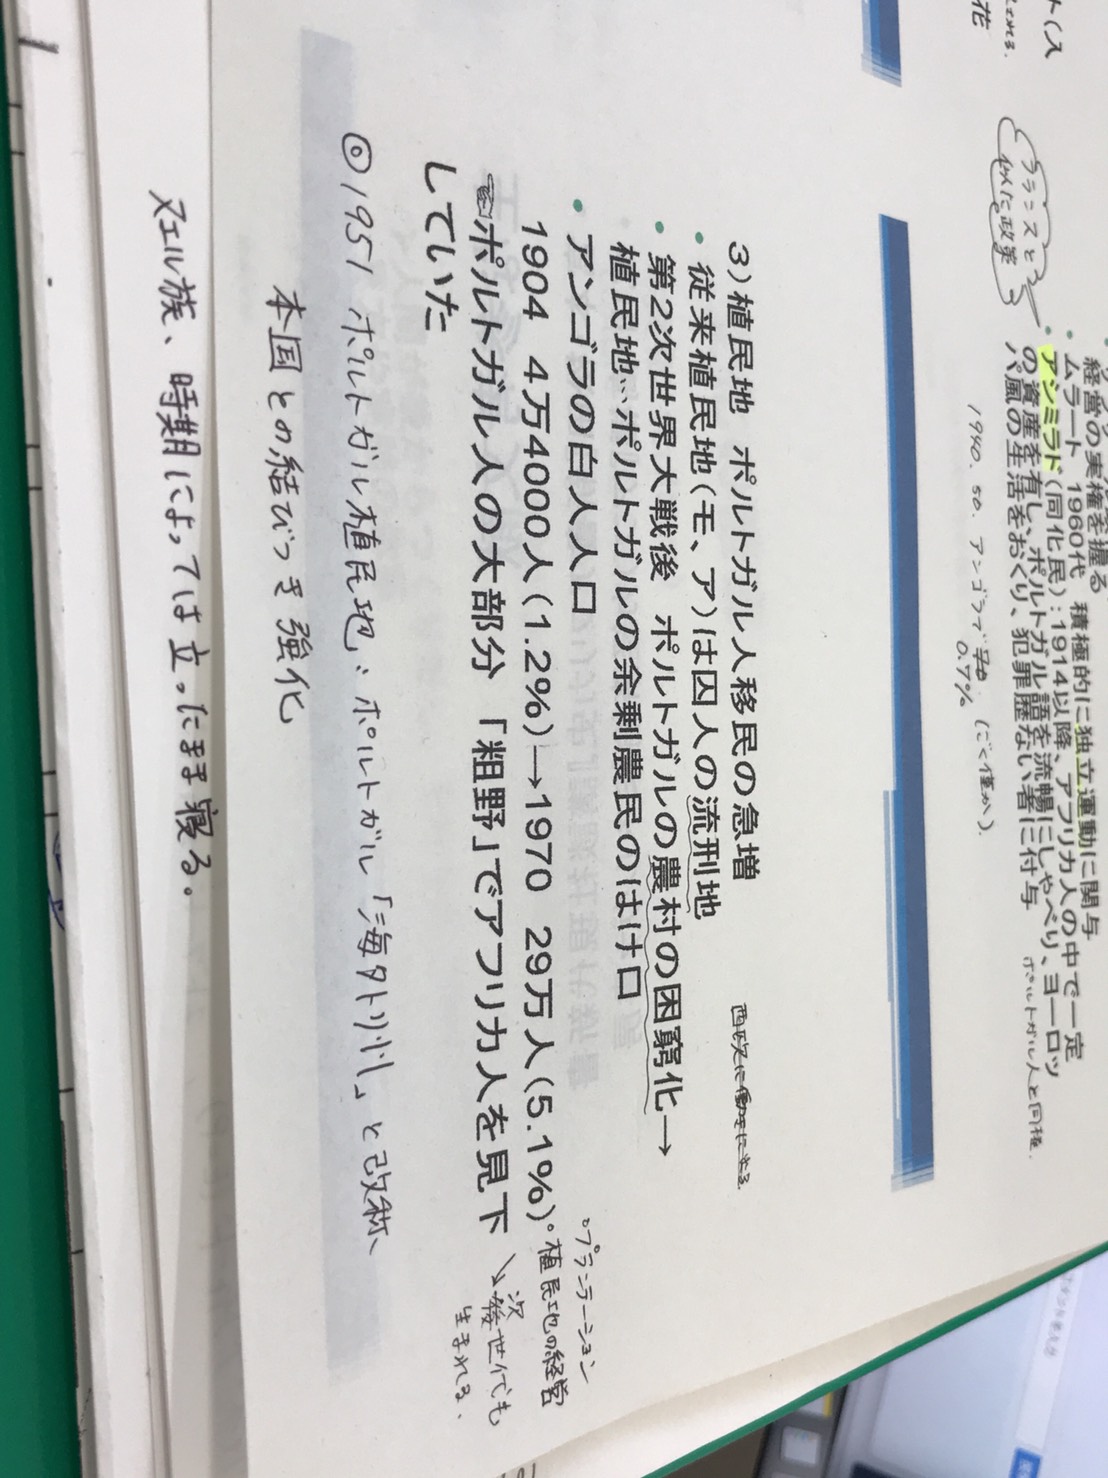 ト(入
花
経営の実権を握る
ムラート 1960代 積極的に独立運動に関与
アシミラド(同化民):1914以降、アフリカ人の中で一定
の資産を有し、ポルトガル語を流暢にしゃべり、ヨーロッ
パ風の生活をおくり、犯罪歴ない者に付与
フランスと
似た政策
ポルトガル人と同権.
1940.50.アンゴラで
0.7% (ごく僅か).
3)植民地 ポルトガル人移民の急増
・従来植民地(モ、ア)は囚人の流刑地
・第2次世界大戦後 ポルトガルの農村の困窮化→
植民地…ポルトガルの余剰農民のはけ口
・アンゴラの白人人口
1904 4万4000人(1.2%)→1970 29万人(5.1%)
ポルトガル人の大部分 「粗野」でアフリカ人を見下
していた
。プランテーション
。植民地の経営
次世代も
生まれる.
◎1951 ポルトガル植民地、ポルトガル「海外州」と改称、
本国との結びつき強化
ヌエル族、時期によっては立ったまま寝る。